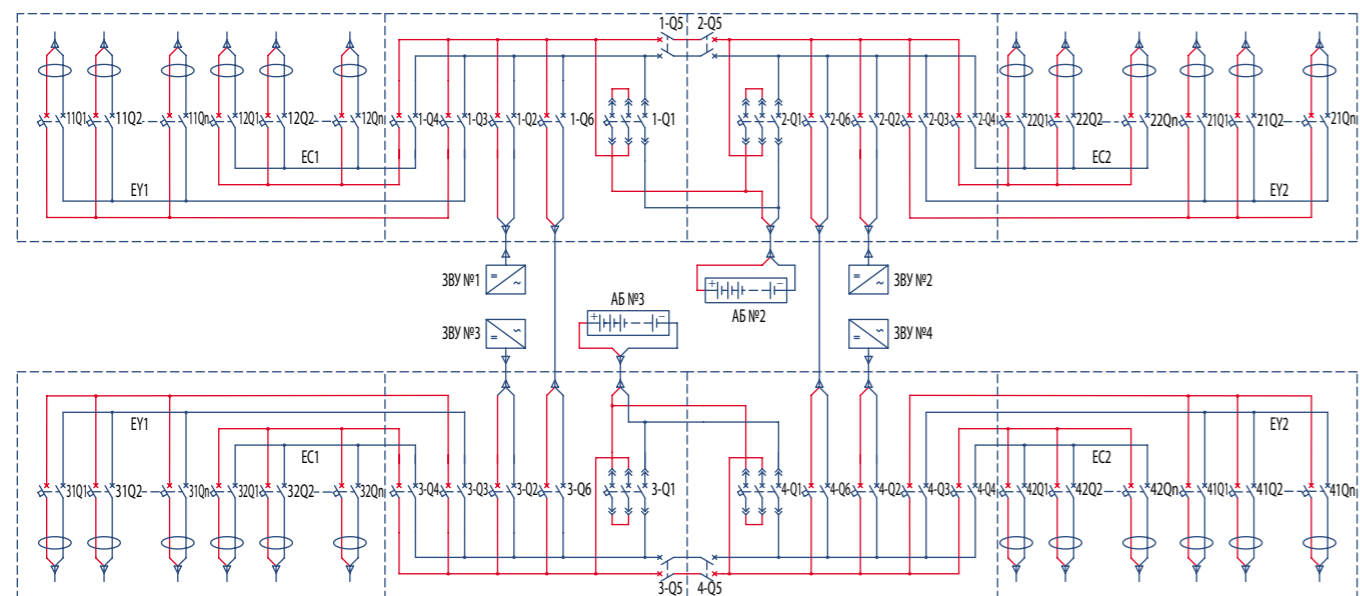 1-Q5 2-Q5
11Q1 11Q2 11Qn 12Q1 12Q2 12Qn 1-Q4 1-Q3 1-Q2 1-Q6 1-Q1 2-Q1 2-Q6 2-Q2 2-Q3 2-Q4 22Q1 22Q2 22Qn 21Q1 21Q2 21Qn
EC1 EC2
EY1 EY2
ЗВУ №1 ЗВУ №2
АБ №3 АБ №2
ЗВУ №3 ЗВУ №4
EY1 EY2
EC1 EC2
31Q1 31Q2 31Qn 32Q1 32Q2 32Qn 3-Q4 3-Q3 3-Q2 3-Q6 3-Q1 4-Q1 4-Q6 4-Q2 4-Q3 4-Q4 42Q1 42Q2 42Qn 41Q1 41Q2 41Qn
3-Q5 4-Q5